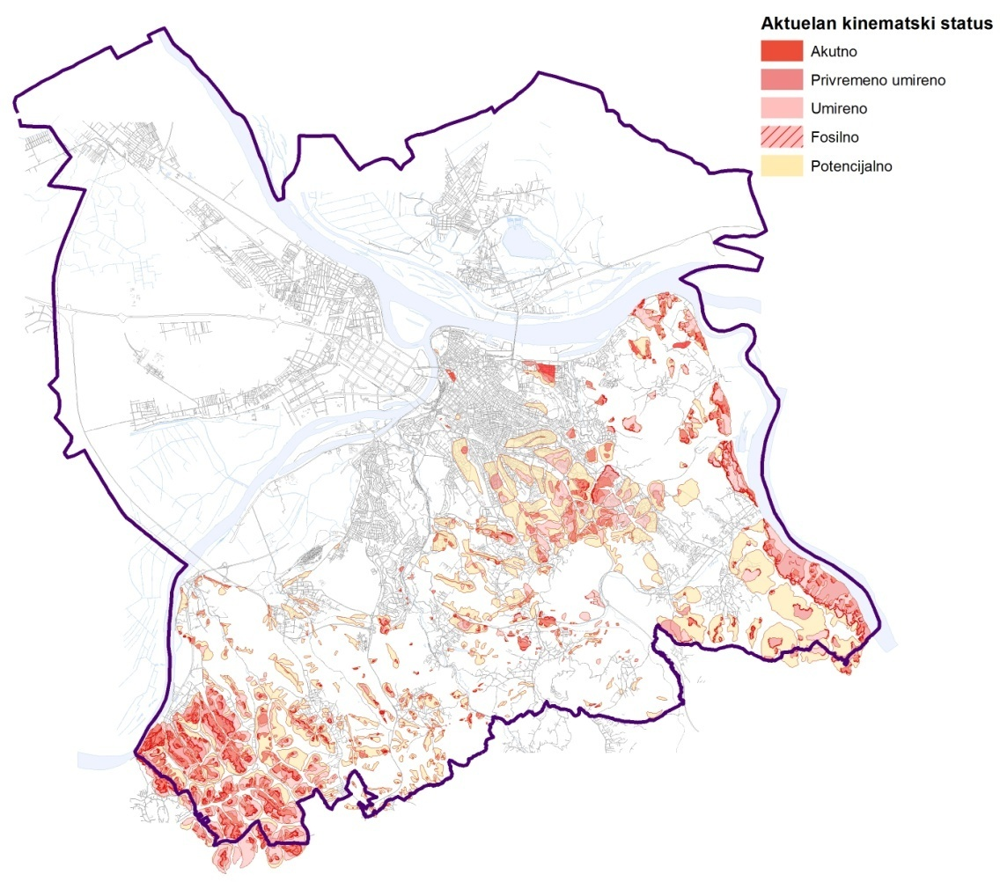 Aktuelan kinematski status
Akutno
Privremeno umireno
Umireno
Fosilno
Potencijalno